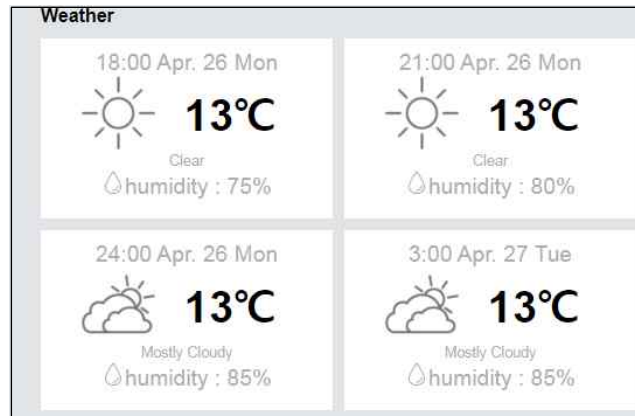 Weather
18:00 Apr. 26 Mon
13℃
Clear
humidity : 75%
21:00 Apr. 26 Mon
13℃
Clear
humidity : 80%
24:00 Apr. 26 Mon
13℃
Mostly Cloudy
humidity : 85%
3:00 Apr. 27 Tue
13℃
Mostly Cloudy
humidity : 85%